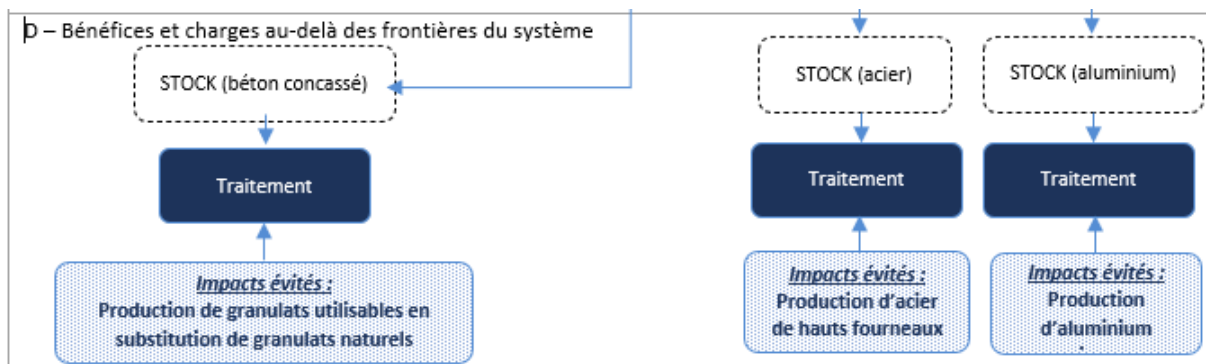 D – Bénéfices et charges au-delà des frontières du système
STOCK (béton concassé)
STOCK (acier)
STOCK (aluminium)
Traitement
Traitement
Traitement
Impacts évités :
Production de granulats utilisables en
substitution de granulats naturels
Impacts évités :
Production d’acier
de hauts fourneaux
Impacts évités :
Production
d’aluminium